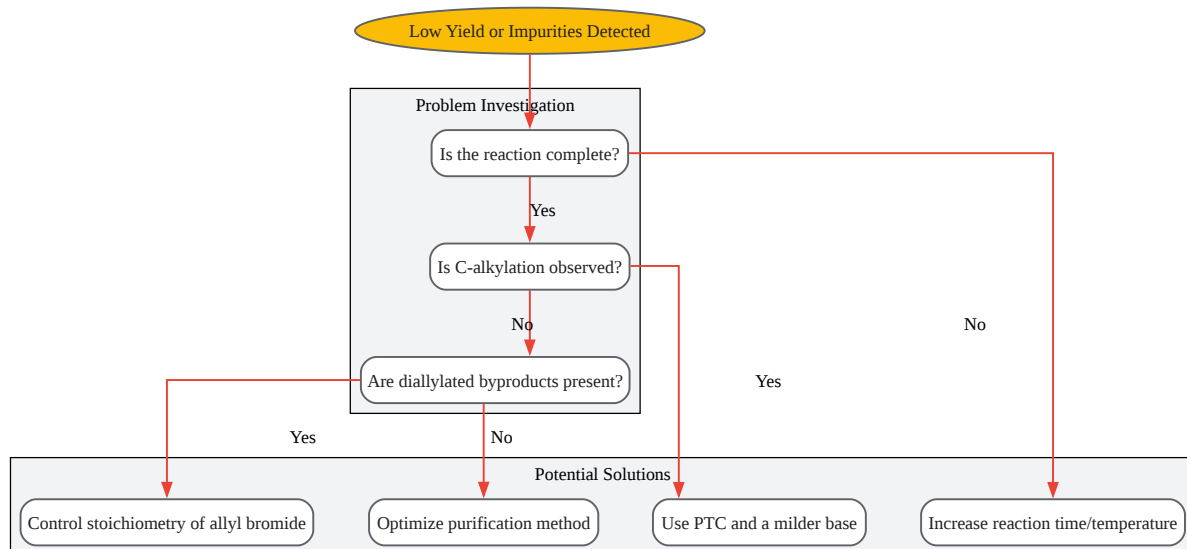 Low Yield or Impurities Detected
Problem Investigation
Is the reaction complete?
Yes
Is C-alkylation observed?
No
No
Are diallylated byproducts present?
Yes
Yes
No
Potential Solutions
Control stoichiometry of allyl bromide
Optimize purification method
Use PTC and a milder base
Increase reaction time/temperature